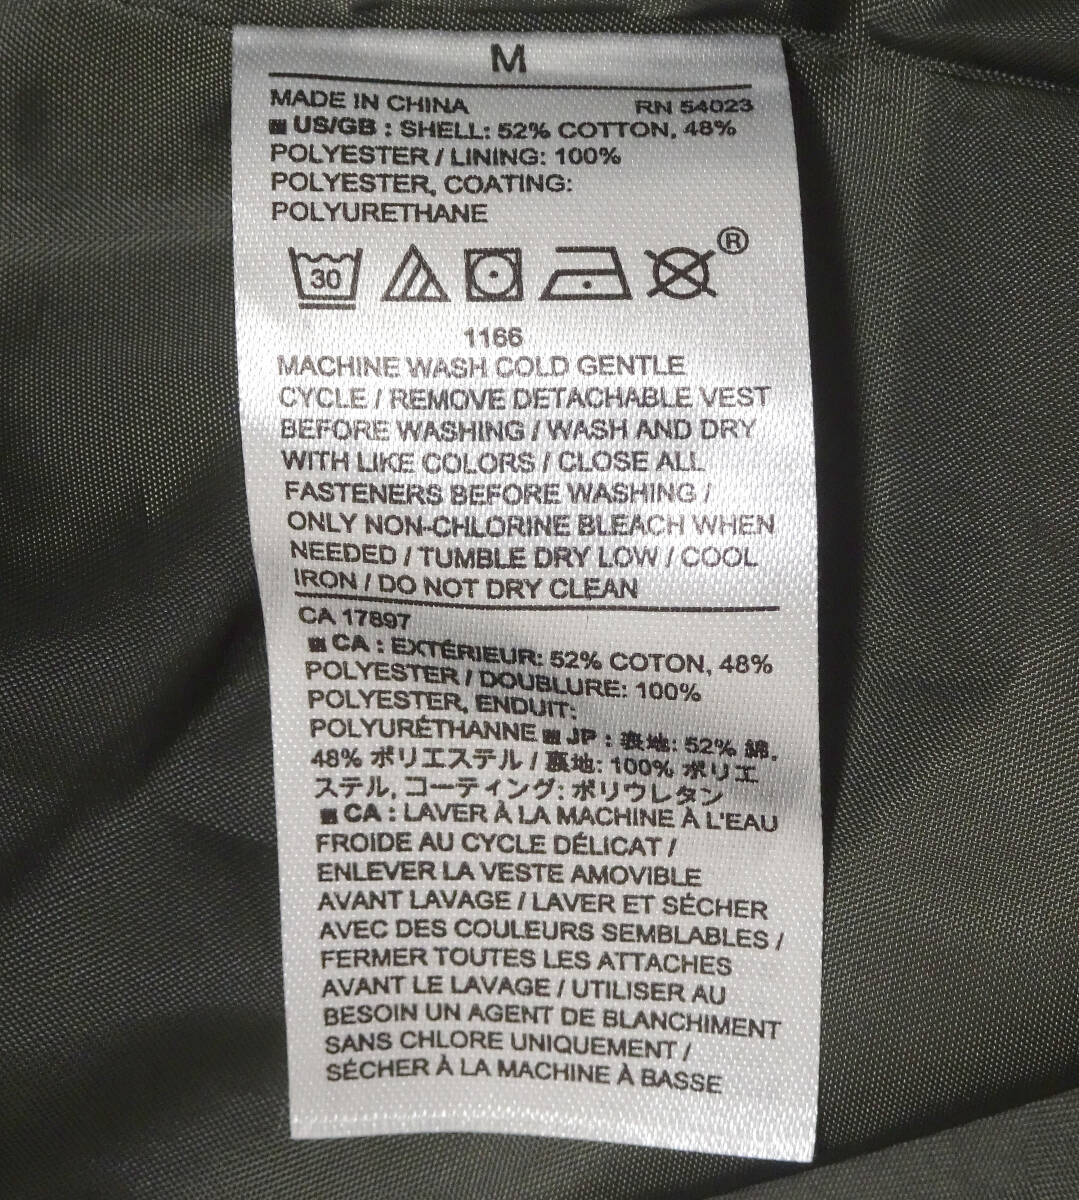 M
MADE IN CHINA RN 54023
■ US/GB : SHELL: 52% COTTON, 48%
POLYESTER / LINING: 100%
POLYESTER, COATING:
POLYURETHANE
30 ®
1166
MACHINE WASH COLD GENTLE
CYCLE / REMOVE DETACHABLE VEST
BEFORE WASHING / WASH AND DRY
WITH LIKE COLORS / CLOSE ALL
FASTENERS BEFORE WASHING /
ONLY NON-CHLORINE BLEACH WHEN
NEEDED / TUMBLE DRY LOW / COOL
IRON / DO NOT DRY CLEAN
CA 17897
■ CA : EXTÉRIEUR: 52% COTON, 48%
POLYESTER / DOUBLURE: 100%
POLYESTER, ENDUIT:
POLYURÉTHANNE ■ JP : 表地: 52% 綿,
48% ポリエステル / 裏地: 100% ポリエ
ステル, コーティング: ポリウレタン
■ CA : LAVER À LA MACHINE À L'EAU
FROIDE AU CYCLE DÉLICAT /
ENLEVER LA VESTE AMOVIBLE
AVANT LAVAGE / LAVER ET SÉCHER
AVEC DES COULEURS SEMBLABLES /
FERMER TOUTES LES ATTACHES
AVANT LE LAVAGE / UTILISER AU
BESOIN UN AGENT DE BLANCHIMENT
SANS CHLORE UNIQUEMENT /
SÉCHER À LA MACHINE À BASSE